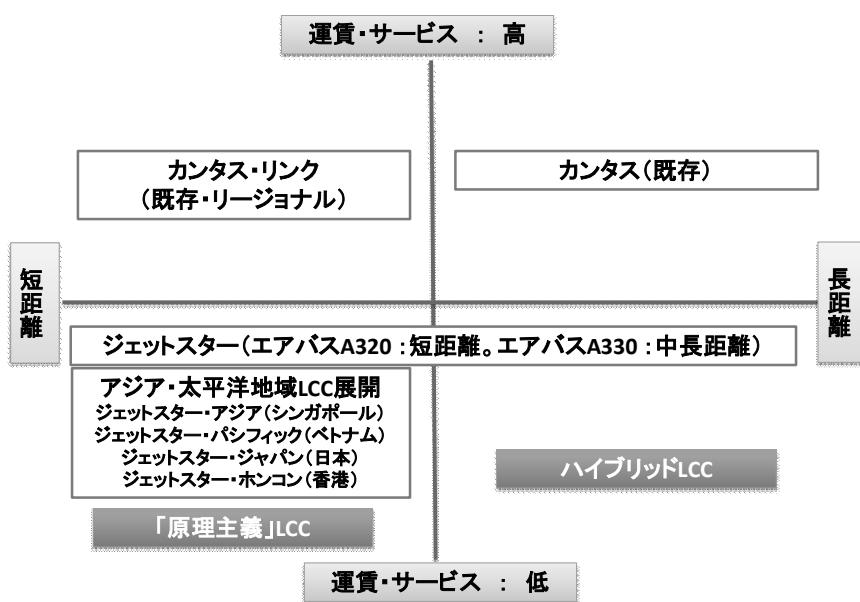 運賃・サービス ： 高
カンタス・リンク
（既存・リージョナル）
カンタス（既存）
短距離
長距離
ジェットスター（エアバスA320：短距離。エアバスA330：中長距離）
アジア・太平洋地域LCC展開
ジェットスター・アジア（シンガポール）
ジェットスター・パシフィック（ベトナム）
ジェットスター・ジャパン（日本）
ジェットスター・ホンコン（香港）
ハイブリッドLCC
「原理主義」LCC
運賃・サービス ： 低